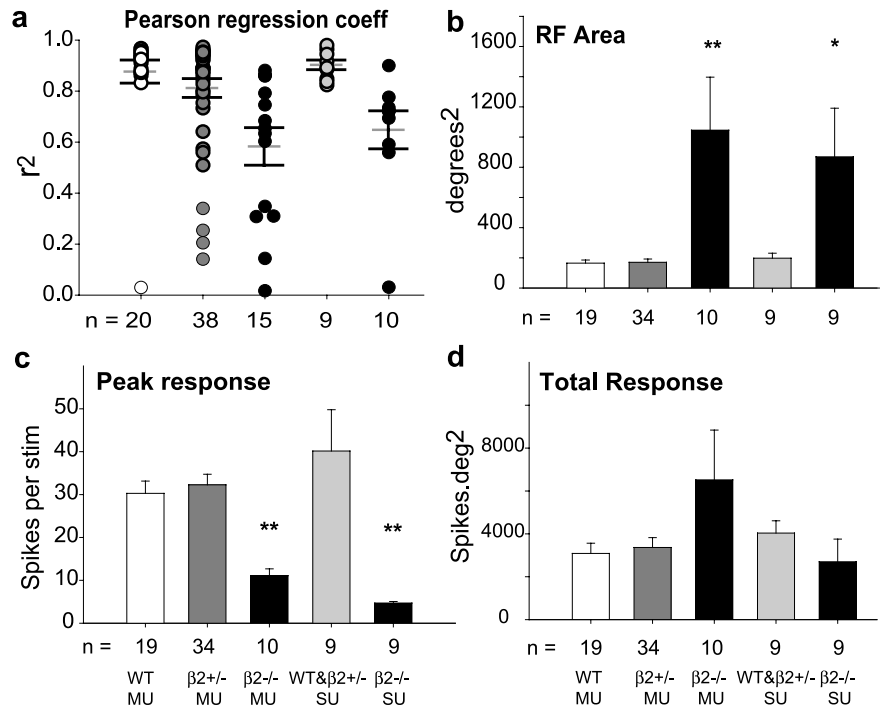 a
Pearson regression coeff
r²
1.0
0.8
0.6
0.4
0.2
0.0
n = 20 38 15 9 10
b
RF Area
degrees²
1600
1200
800
400
0
** *
n = 19 34 10 9 9
c
Peak response
Spikes per stim
50
40
30
20
10
0
** **
n = 19 34 10 9 9
WT β2+/- β2-/- WT&β2+/- β2-/-
MU MU MU SU SU
d
Total Response
Spikes.deg²
8000
4000
0
n = 19 34 10 9 9
WT β2+/- β2-/- WT&β2+/- β2-/-
MU MU MU SU SU